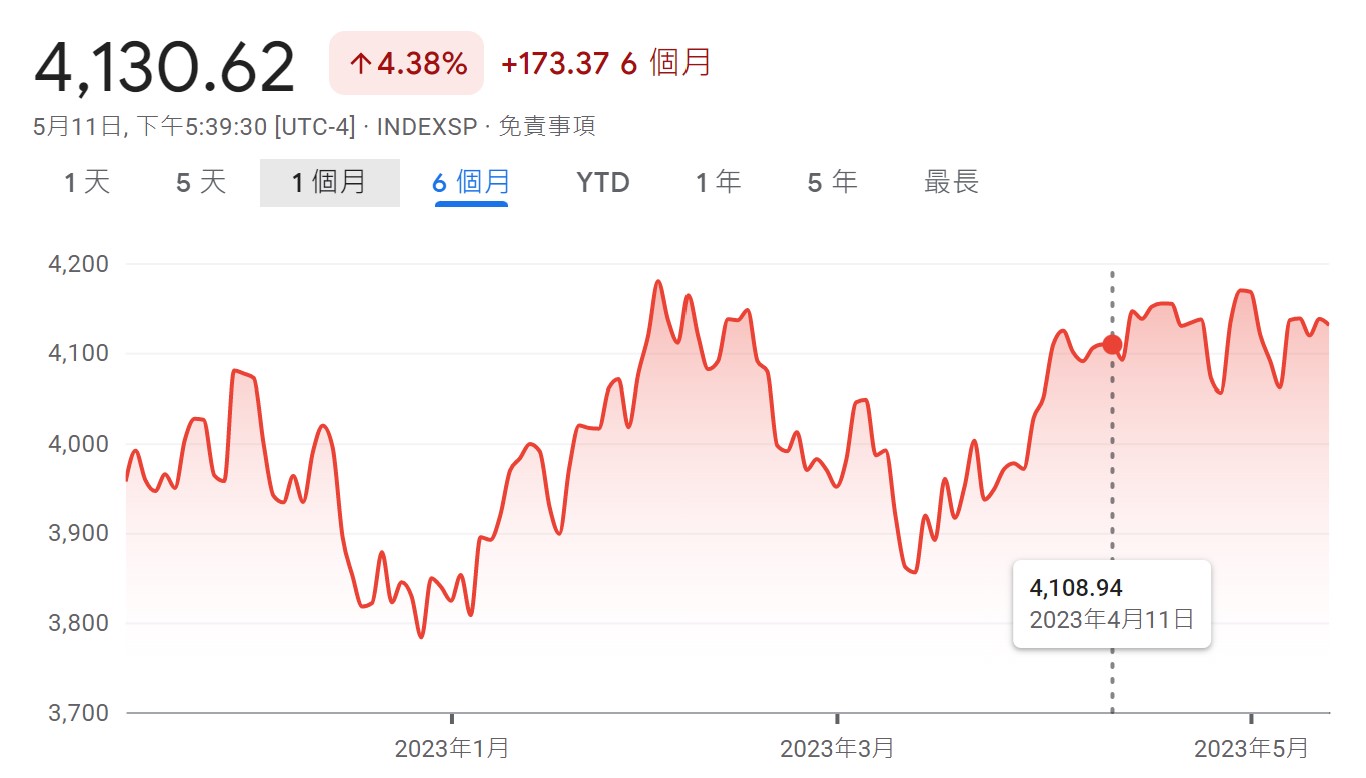 4,130.62 ↑4.38% +173.37 6 個月
5月11日, 下午5:39:30 [UTC-4] · INDEXSP · 免責事項
1 天 5 天 1 個月 6 個月 YTD 1 年 5 年 最長
4,200
4,100
4,000
3,900
3,800
3,700
4,108.94
2023年4月11日
2023年1月 2023年3月 2023年5月